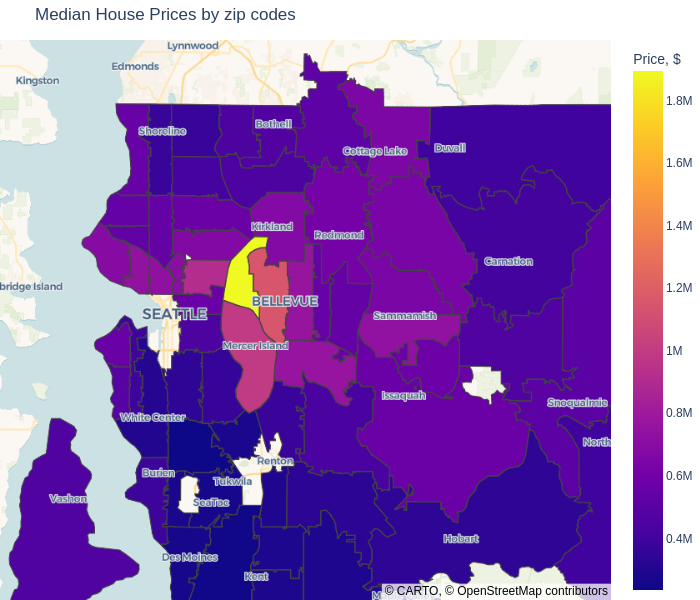 Median House Prices by zip codes
Lynnwood
Edmonds
Kingston
Price, $
1.8M
Shoreline
Bothell
Cottage Lake
Duvall
1.6M
Kirkland
Redmond
1.4M
Carnation
bridge Island
BELLEVUE
1.2M
SEATTLE
Sammamish
Mercer Island
1M
Issaquah
Snoqualmie
White Center
0.8M
North
Renton
Burien
Tukwila
0.6M
Vashon
SeaTac
Hobart
0.4M
Des Moines
Kent
M
© CARTO, © OpenStreetMap contributors